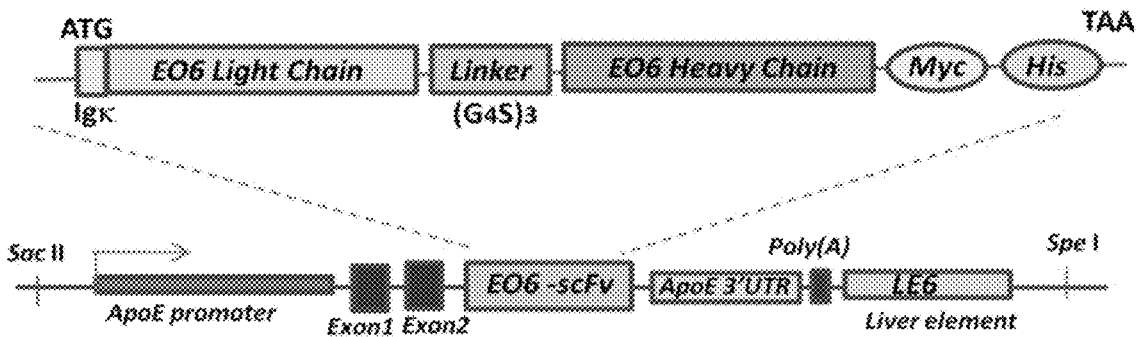 ATG
TAA
EO6 Light Chain
Linker
EO6 Heavy Chain
Myc
His
Igκ
(G4S)3
Sac II
Poly(A)
Spe I
EO6 -scFv
ApoE 3'UTR
LE6
ApoE promoter
Exon1
Exon2
Liver element